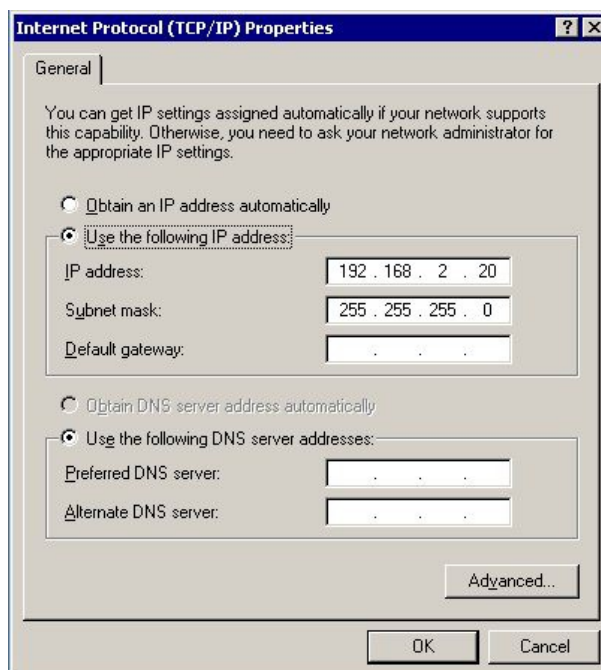 Internet Protocol (TCP/IP) Properties
General
You can get IP settings assigned automatically if your network supports
this capability. Otherwise, you need to ask your network administrator for
the appropriate IP settings.
Obtain an IP address automatically
Use the following IP address:
IP address: 192 . 168 . 2 . 20
Subnet mask: 255 . 255 . 255 . 0
Default gateway: . . .
Obtain DNS server address automatically
Use the following DNS server addresses:
Preferred DNS server: . . .
Alternate DNS server: . . .
Advanced...
OK Cancel